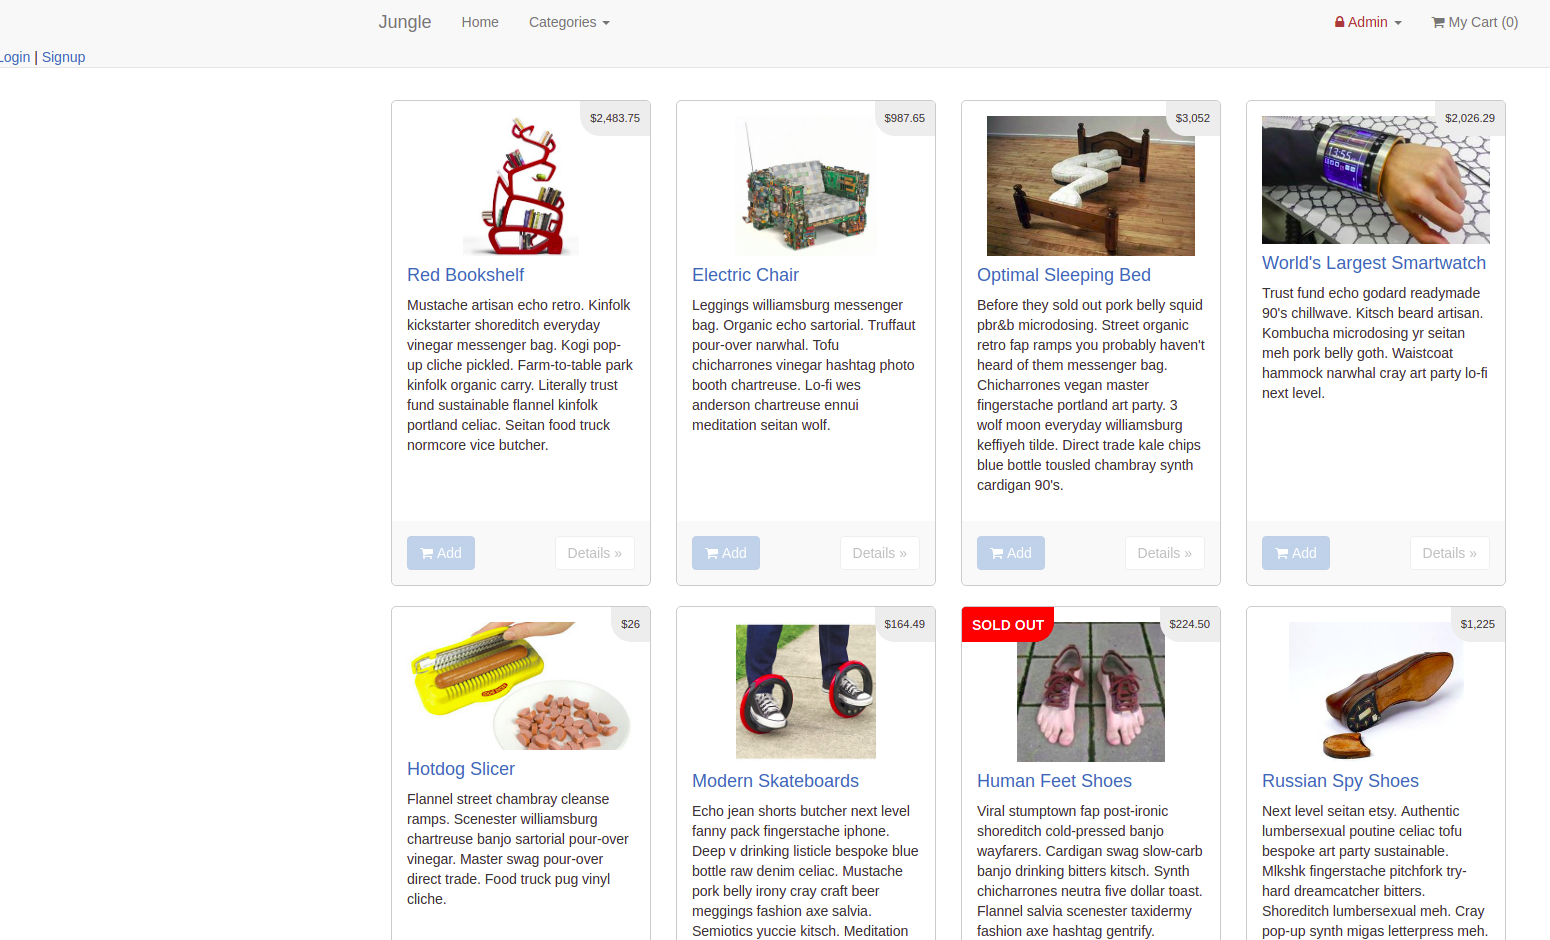 Jungle Home Categories Admin My Cart (0)
Login | Signup
$2,483.75
Red Bookshelf
Mustache artisan echo retro. Kinfolk
kickstarter shoreditch everyday
vinegar messenger bag. Kogi pop-
up cliche pickled. Farm-to-table park
kinfolk organic carry. Literally trust
fund sustainable flannel kinfolk
portland celiac. Seitan food truck
normcore vice butcher.
Add Details »
$987.65
Electric Chair
Leggings williamsburg messenger
bag. Organic echo sartorial. Truffaut
pour-over narwhal. Tofu
chicharrones vinegar hashtag photo
booth chartreuse. Lo-fi wes
anderson chartreuse ennui
meditation seitan wolf.
Add Details »
$3,052
Optimal Sleeping Bed
Before they sold out pork belly squid
pbr&b microdosing. Street organic
retro fap ramps you probably haven't
heard of them messenger bag.
Chicharrones vegan master
fingerstache portland art party. 3
wolf moon everyday williamsburg
keffiyeh tilde. Direct trade kale chips
blue bottle tousled chambray synth
cardigan 90's.
Add Details »
$2,026.29
13:55
World's Largest Smartwatch
Trust fund echo godard readymade
90's chillwave. Kitsch beard artisan.
Kombucha microdosing yr seitan
meh pork belly goth. Waistcoat
hammock narwhal cray art party lo-fi
next level.
Add Details »
$26
Hotdog Slicer
Flannel street chambray cleanse
ramps. Scenester williamsburg
chartreuse banjo sartorial pour-over
vinegar. Master swag pour-over
direct trade. Food truck pug vinyl
cliche.
$164.49
Modern Skateboards
Echo jean shorts butcher next level
fanny pack fingerstache iphone.
Deep v drinking listicle bespoke blue
bottle raw denim celiac. Mustache
pork belly irony cray craft beer
meggings fashion axe salvia.
Semiotics yuccie kitsch. Meditation
SOLD OUT $224.50
Human Feet Shoes
Viral stumptown fap post-ironic
shoreditch cold-pressed banjo
wayfarers. Cardigan swag slow-carb
banjo drinking bitters kitsch. Synth
chicharrones neutra five dollar toast.
Flannel salvia scenester taxidermy
fashion axe hashtag gentrify.
$1,225
Russian Spy Shoes
Next level seitan etsy. Authentic
lumbersexual poutine celiac tofu
bespoke art party sustainable.
Mlkshk fingerstache pitchfork try-
hard dreamcatcher bitters.
Shoreditch lumbersexual meh. Cray
pop-up synth migas letterpress meh.